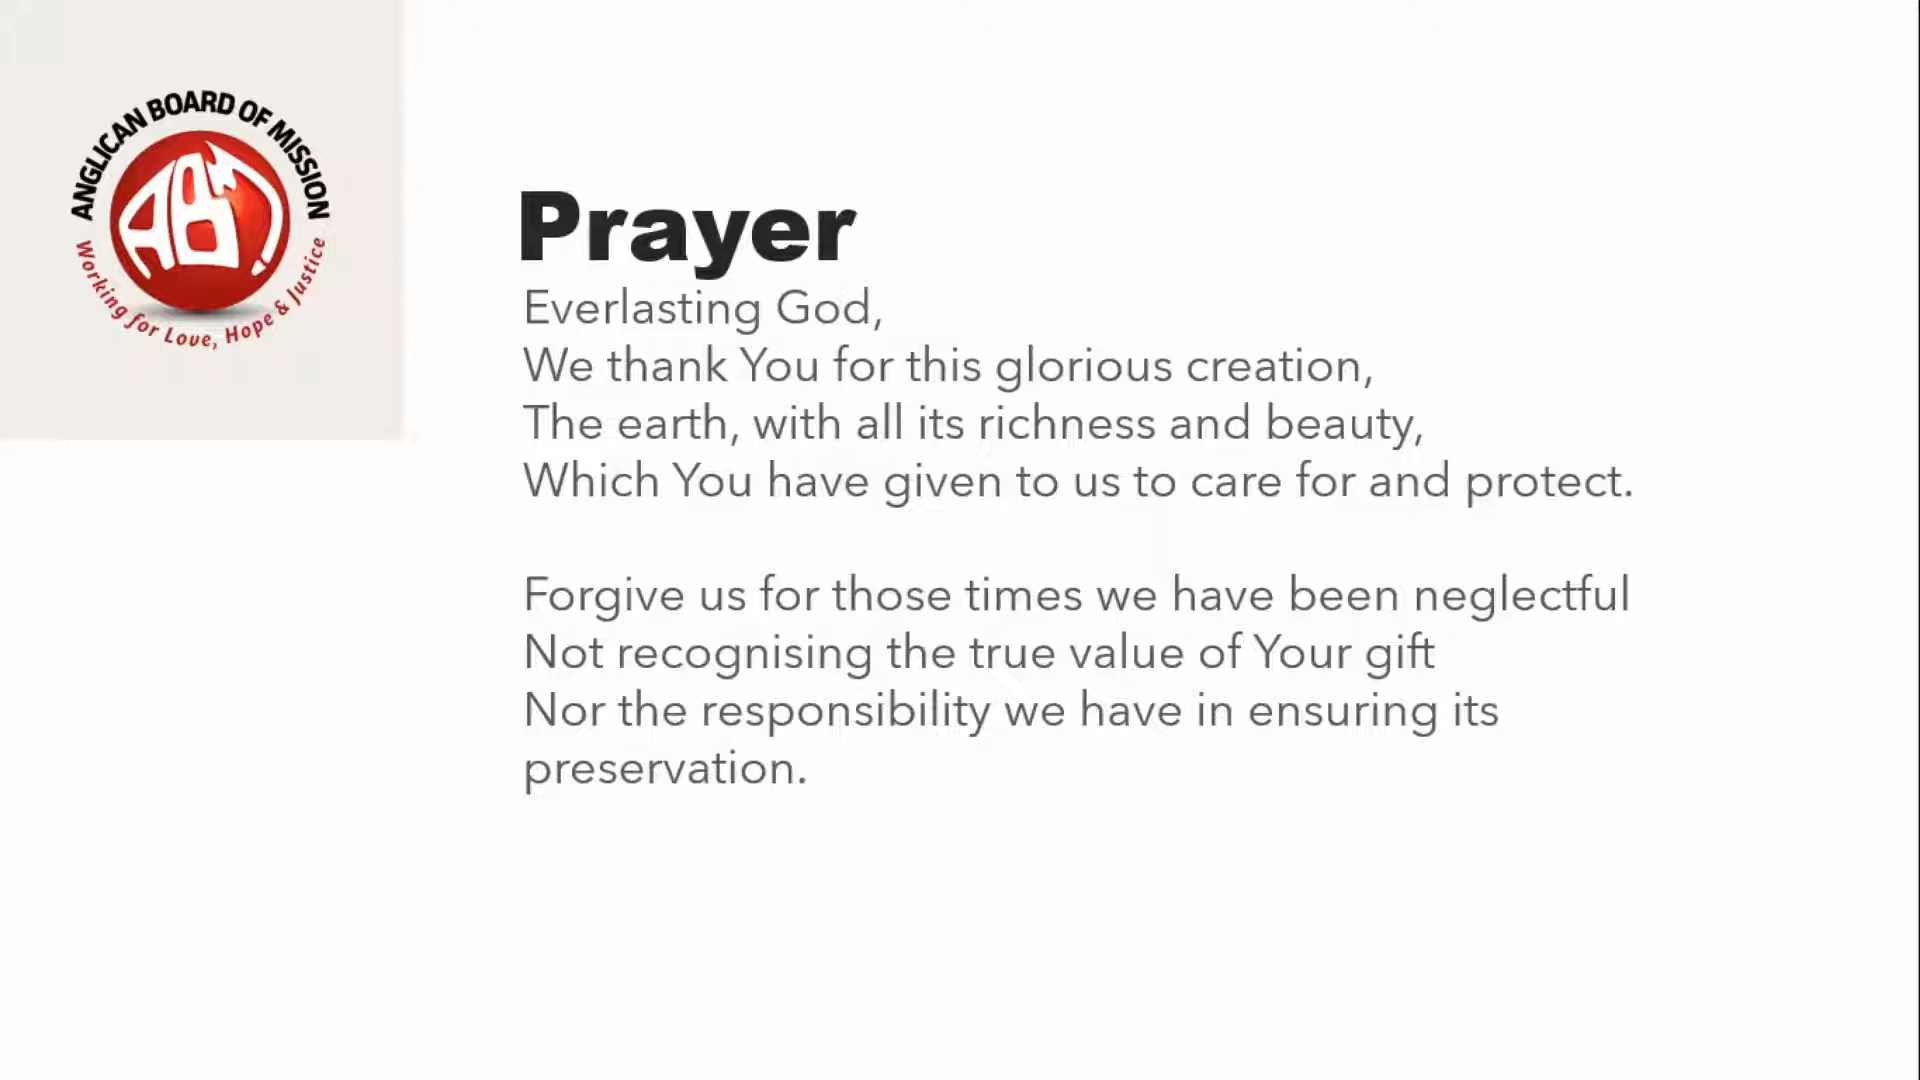 ANGLICAN BOARD OF MISSION
ABM
Working for Love, Hope & Justice
Prayer
Everlasting God,
We thank You for this glorious creation,
The earth, with all its richness and beauty,
Which You have given to us to care for and protect.
Forgive us for those times we have been neglectful
Not recognising the true value of Your gift
Nor the responsibility we have in ensuring its
preservation.